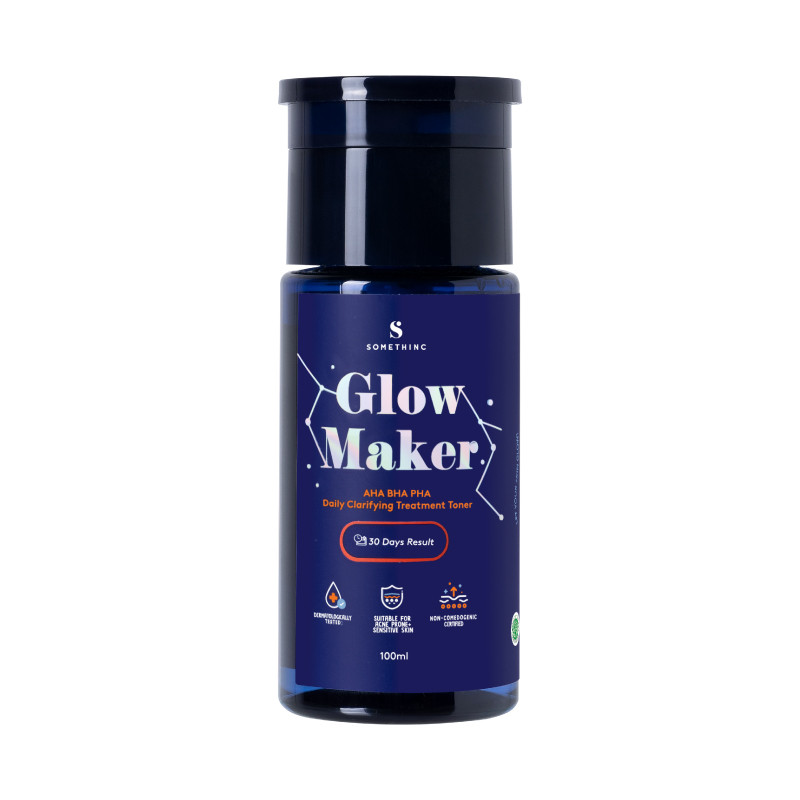 S
SOMETHINC
Glow
Maker
AHA BHA PHA
Daily Clarifying Treatment Toner
30 Days Result
DERMATOLOGICALLY
TESTED
SUITABLE FOR
ACNE PRONE+
SENSITIVE SKIN
NON-COMEDOGENIC
CERTIFIED
100ml